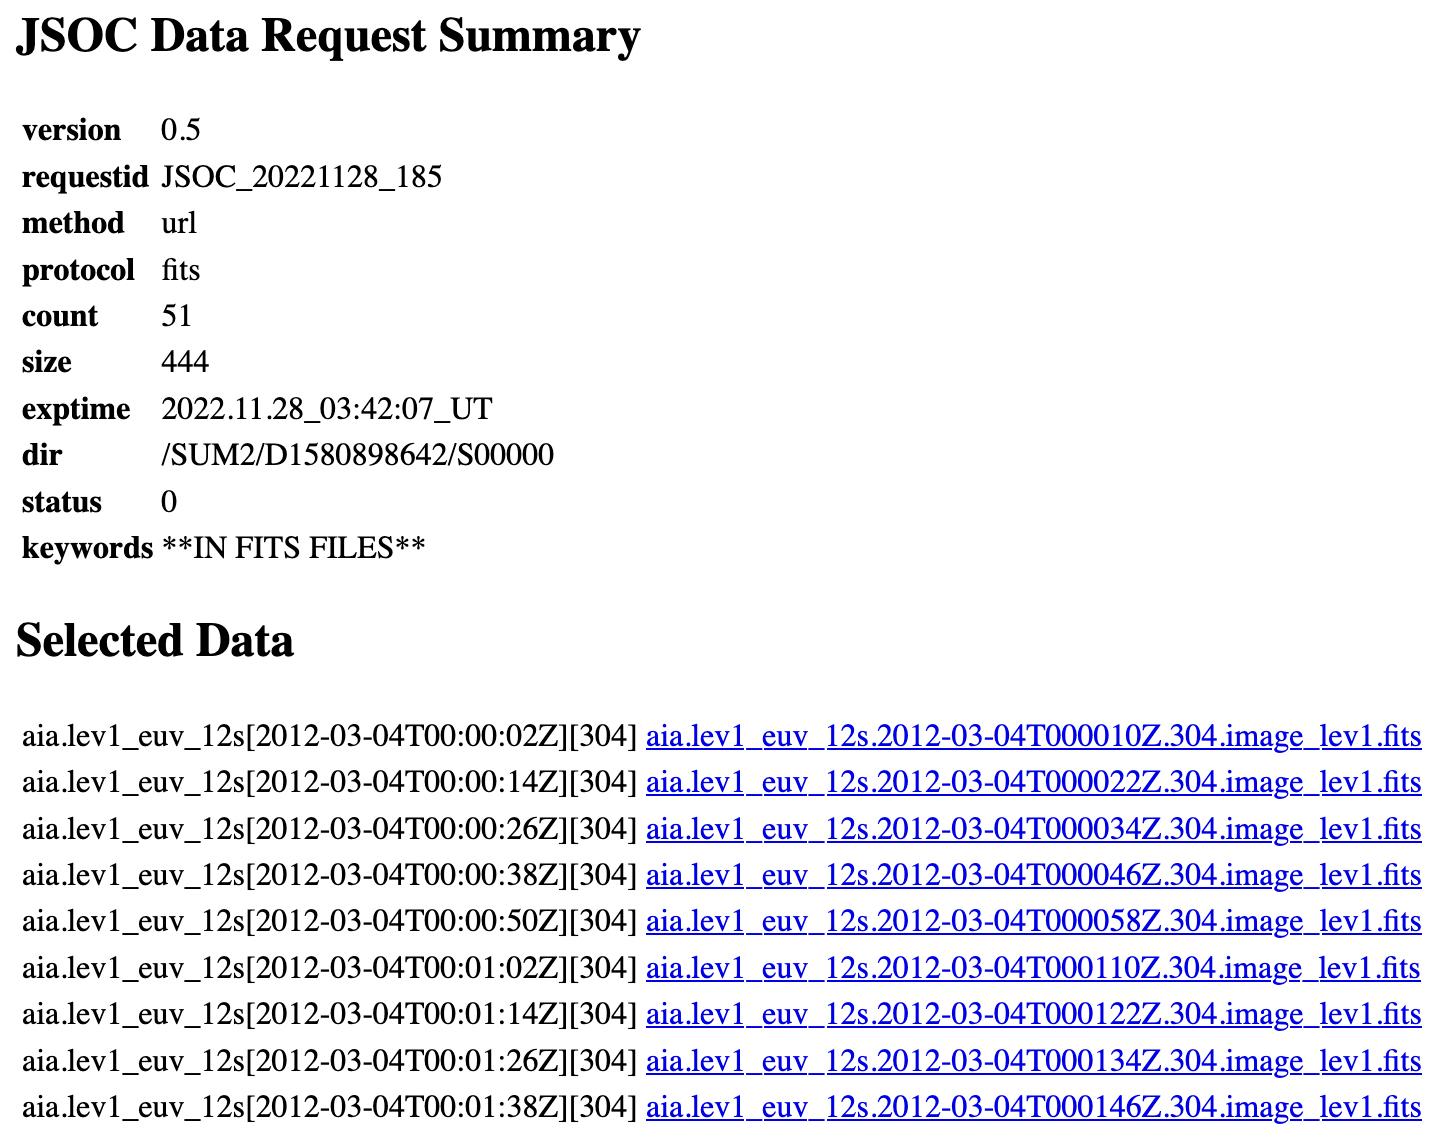 JSOC Data Request Summary
version 0.5
requestid JSOC_20221128_185
method url
protocol fits
count 51
size 444
exptime 2022.11.28_03:42:07_UT
dir /SUM2/D1580898642/S00000
status 0
keywords **IN FITS FILES**
Selected Data
aia.lev1_euv_12s[2012-03-04T00:00:02Z][304] aia.lev1_euv_12s.2012-03-04T000010Z.304.image_lev1.fits
aia.lev1_euv_12s[2012-03-04T00:00:14Z][304] aia.lev1_euv_12s.2012-03-04T000022Z.304.image_lev1.fits
aia.lev1_euv_12s[2012-03-04T00:00:26Z][304] aia.lev1_euv_12s.2012-03-04T000034Z.304.image_lev1.fits
aia.lev1_euv_12s[2012-03-04T00:00:38Z][304] aia.lev1_euv_12s.2012-03-04T000046Z.304.image_lev1.fits
aia.lev1_euv_12s[2012-03-04T00:00:50Z][304] aia.lev1_euv_12s.2012-03-04T000058Z.304.image_lev1.fits
aia.lev1_euv_12s[2012-03-04T00:01:02Z][304] aia.lev1_euv_12s.2012-03-04T000110Z.304.image_lev1.fits
aia.lev1_euv_12s[2012-03-04T00:01:14Z][304] aia.lev1_euv_12s.2012-03-04T000122Z.304.image_lev1.fits
aia.lev1_euv_12s[2012-03-04T00:01:26Z][304] aia.lev1_euv_12s.2012-03-04T000134Z.304.image_lev1.fits
aia.lev1_euv_12s[2012-03-04T00:01:38Z][304] aia.lev1_euv_12s.2012-03-04T000146Z.304.image_lev1.fits